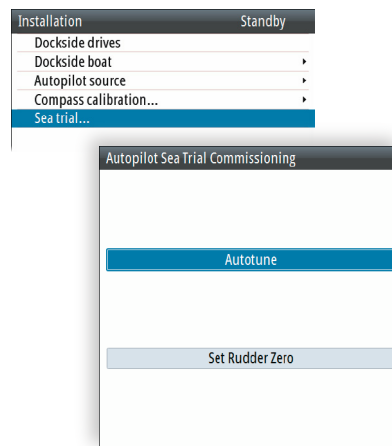 Installation Standby
Dockside drives
Dockside boat
Autopilot source
Compass calibration...
Sea trial...
Autopilot Sea Trial Commissioning
Autotune
Set Rudder Zero